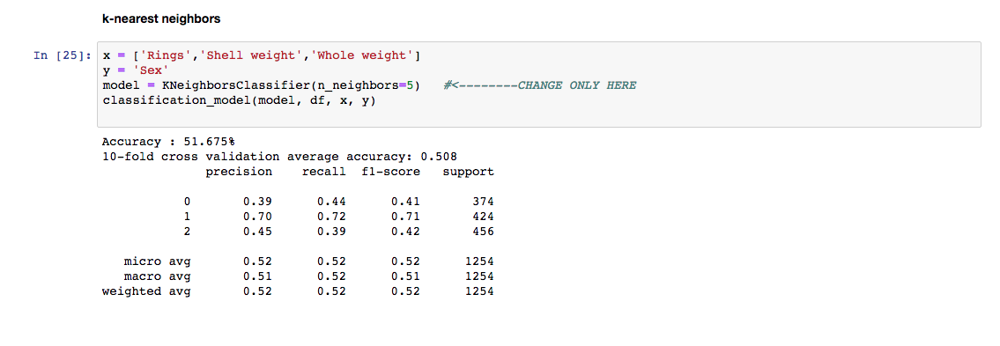 k-nearest neighbors
In [25]: x = ['Rings','Shell weight','Whole weight']
y = 'Sex'
model = KNeighborsClassifier(n_neighbors=5)   #<--------CHANGE ONLY HERE
classification_model(model, df, x, y)
Accuracy : 51.675%
10-fold cross validation average accuracy: 0.508
precision    recall  f1-score   support
0       0.39      0.44      0.41       374
1       0.70      0.72      0.71       424
2       0.45      0.39      0.42       456
micro avg       0.52      0.52      0.52      1254
macro avg       0.51      0.52      0.51      1254
weighted avg       0.52      0.52      0.52      1254